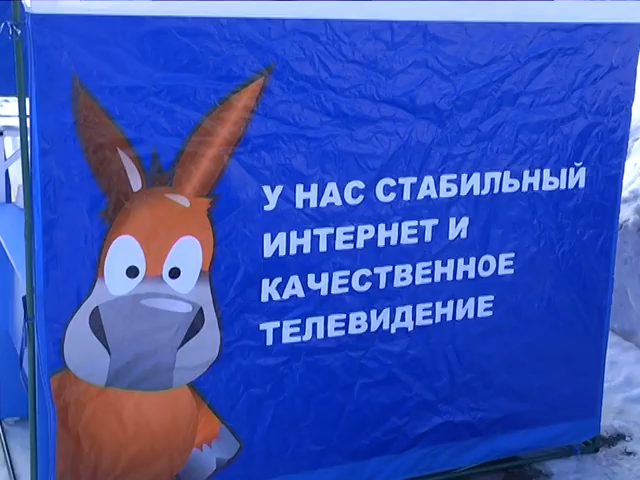 У НАС СТАБИЛЬНЫЙ
ИНТЕРНЕТ И
КАЧЕСТВЕННОЕ
ТЕЛЕВИДЕНИЕ